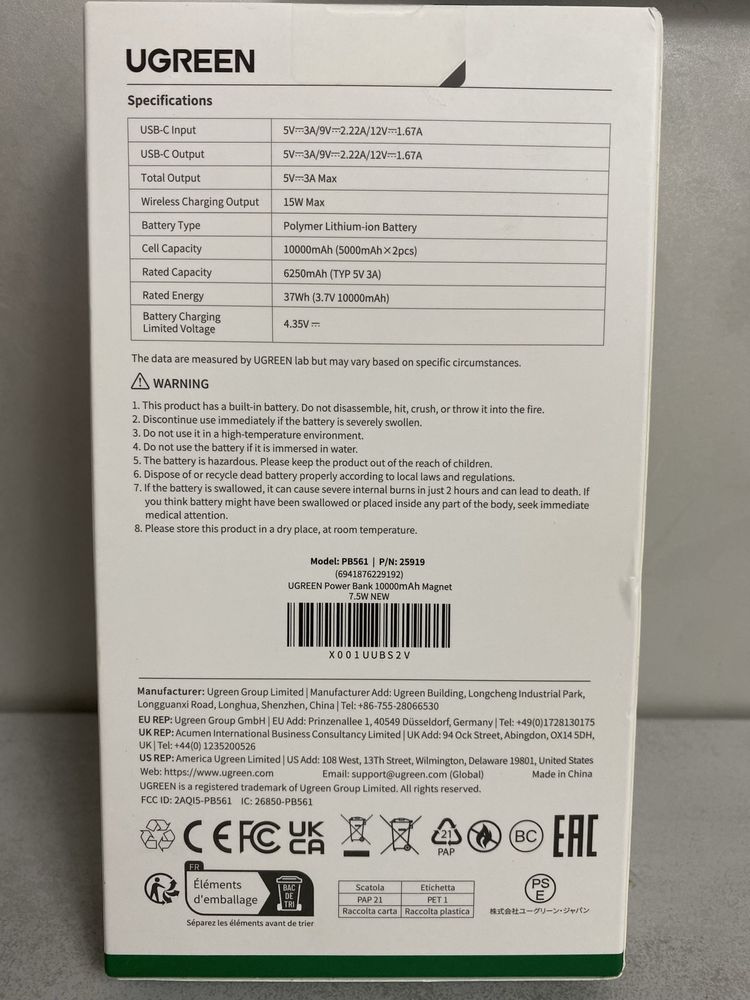 UGREEN
Specifications
USB-C Input 5V⎓3A/9V⎓2.22A/12V⎓1.67A
USB-C Output 5V⎓3A/9V⎓2.22A/12V⎓1.67A
Total Output 5V⎓3A Max
Wireless Charging Output 15W Max
Battery Type Polymer Lithium-ion Battery
Cell Capacity 10000mAh (5000mAh×2pcs)
Rated Capacity 6250mAh (TYP 5V 3A)
Rated Energy 37Wh (3.7V 10000mAh)
Battery Charging
Limited Voltage 4.35V ⎓
The data are measured by UGREEN lab but may vary based on specific circumstances.
⚠ WARNING
1. This product has a built-in battery. Do not disassemble, hit, crush, or throw it into the fire.
2. Discontinue use immediately if the battery is severely swollen.
3. Do not use it in a high-temperature environment.
4. Do not use the battery if it is immersed in water.
5. The battery is hazardous. Please keep the product out of the reach of children.
6. Dispose of or recycle dead battery properly according to local laws and regulations.
7. If the battery is swallowed, it can cause severe internal burns in just 2 hours and can lead to death. If
you think battery might have been swallowed or placed inside any part of the body, seek immediate
medical attention.
8. Please store this product in a dry place, at room temperature.
Model: PB561 | P/N: 25919
(6941876229192)
UGREEN Power Bank 10000mAh Magnet
7.5W NEW
X001UUBS2V
Manufacturer: Ugreen Group Limited | Manufacturer Add: Ugreen Building, Longcheng Industrial Park,
Longguanxi Road, Longhua, Shenzhen, China | Tel: +86-755-28066530
EU REP: Ugreen Group GmbH | EU Add: Prinzenallee 1, 40549 Düsseldorf, Germany | Tel: +49(0)1728130175
UK REP: Acumen International Business Consultancy Limited | UK Add: 94 Ock Street, Abingdon, OX14 5DH,
UK | Tel: +44(0) 1235200526
US REP: America Ugreen Limited | US Add: 108 West, 13Th Street, Wilmington, Delaware 19801, United States
Web: https://www.ugreen.com Email: support@ugreen.com (Global) Made in China
UGREEN is a registered trademark of Ugreen Group Limited. All rights reserved.
FCC ID: 2AQI5-PB561 IC: 26850-PB561
CE FC UK CA 21 PAP BC EAC
FR
Éléments
d'emballage
BAC
DE
TRI
Séparez les éléments avant de trier
Scatola Etichetta
PAP 21 PET 1
Raccolta carta Raccolta plastica
PS
E
株式会社ユーグリーン・ジャパン